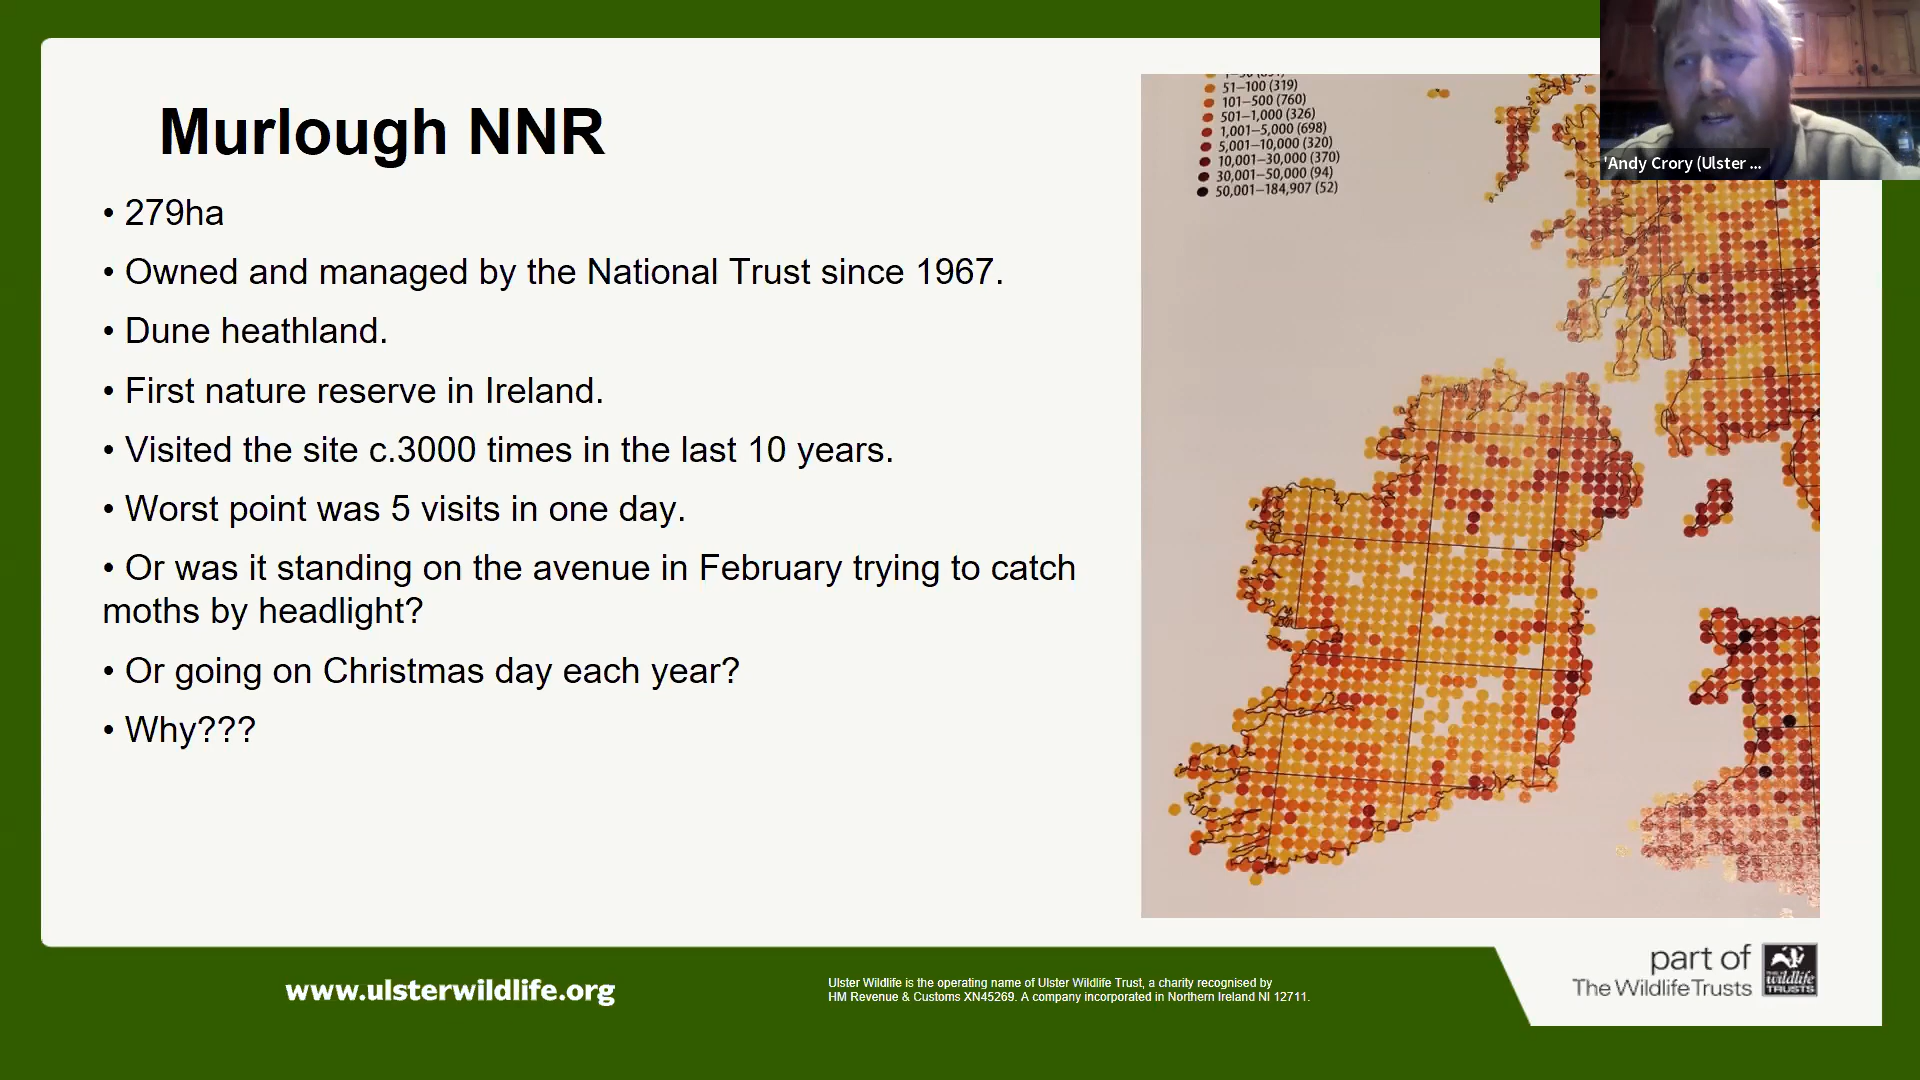 Murlough NNR
• 279ha
• Owned and managed by the National Trust since 1967.
• Dune heathland.
• First nature reserve in Ireland.
• Visited the site c.3000 times in the last 10 years.
• Worst point was 5 visits in one day.
• Or was it standing on the avenue in February trying to catch
moths by headlight?
• Or going on Christmas day each year?
• Why???
51–100 (319)
101–500 (760)
501–1,000 (326)
1,001–5,000 (698)
5,001–10,000 (320)
10,001–30,000 (370)
30,001–50,000 (94)
50,001–184,907 (52)
'Andy Crory (Ulster ...
www.ulsterwildlife.org
Ulster Wildlife is the operating name of Ulster Wildlife Trust, a charity recognised by
HM Revenue & Customs XN45269. A company incorporated in Northern Ireland NI 12711.
part of
The Wildlife Trusts
wildlife
TRUSTS